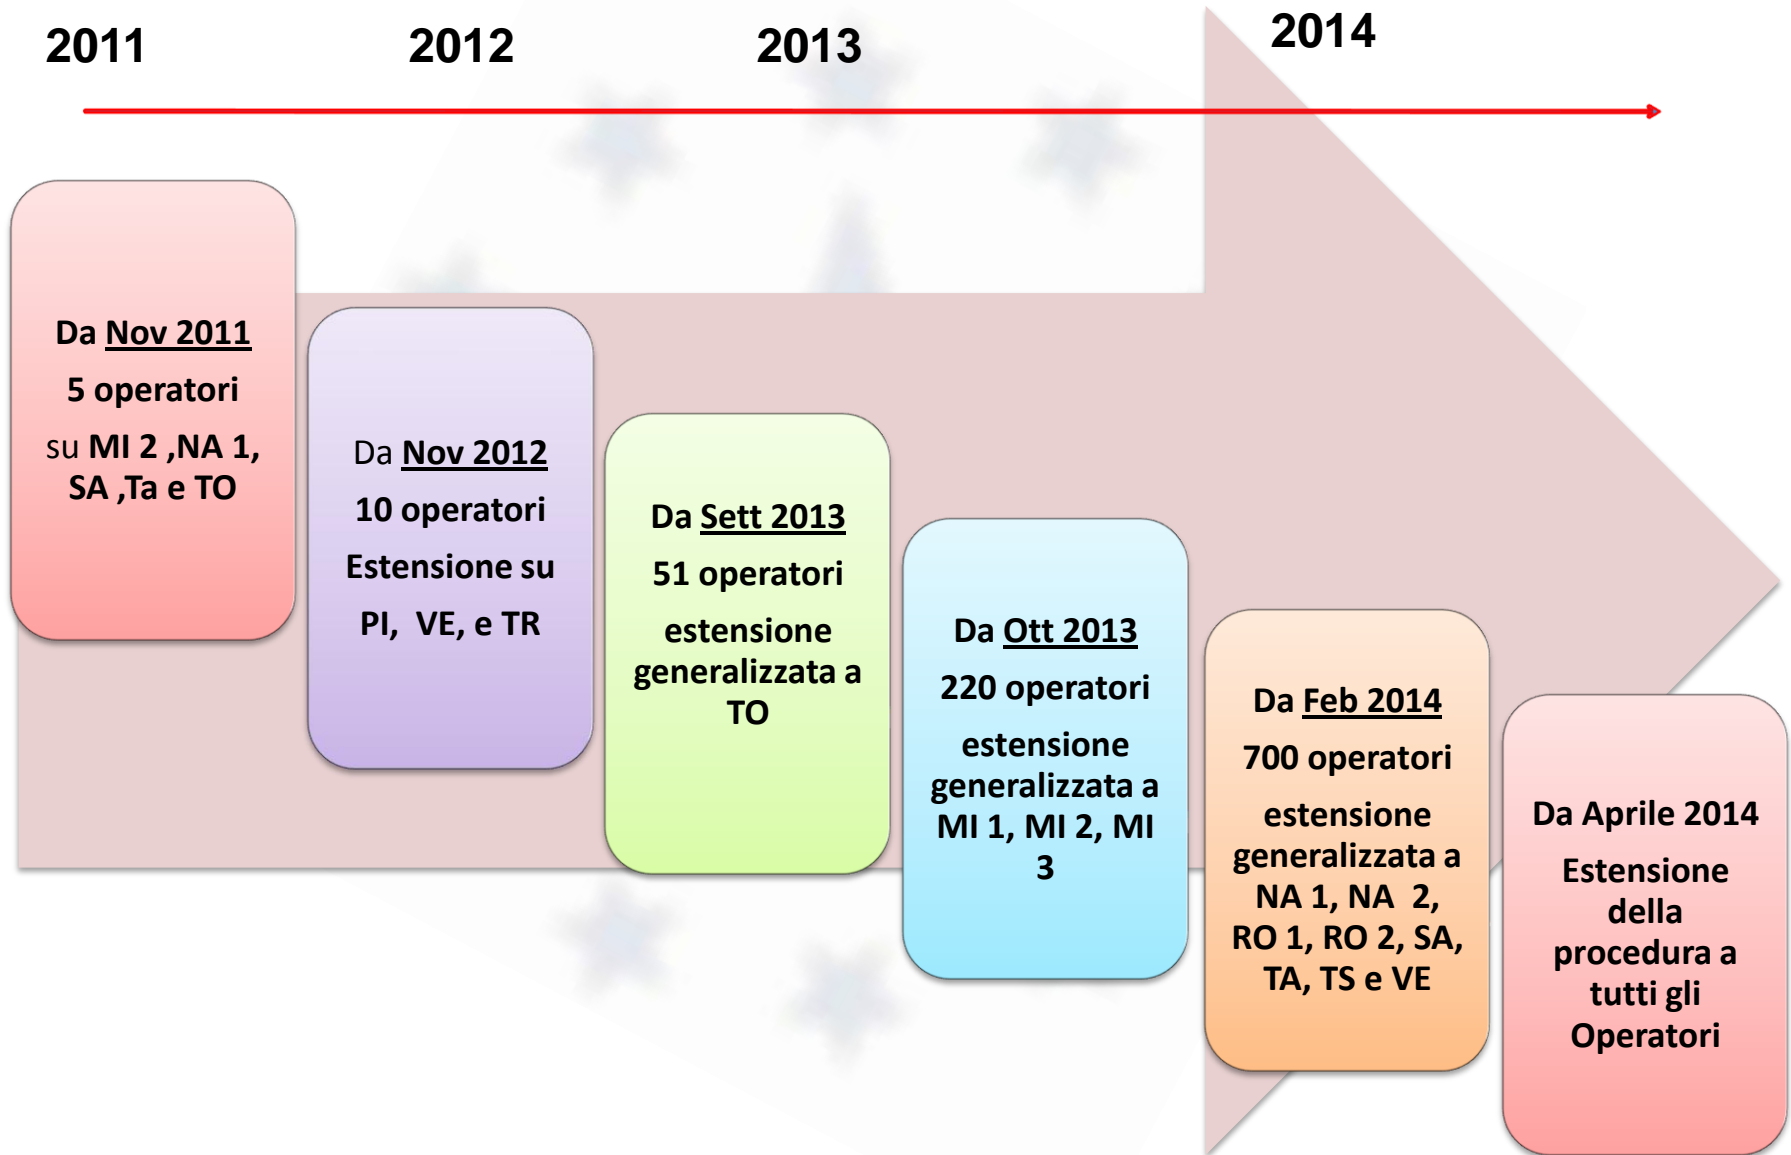 2011
2012
2013
2014
Da Nov 2011
5 operatori
su MI 2 ,NA 1,
SA ,Ta e TO
Da Nov 2012
10 operatori
Estensione su
PI, VE, e TR
Da Sett 2013
51 operatori
estensione
generalizzata a
TO
Da Ott 2013
220 operatori
estensione
generalizzata a
MI 1, MI 2, MI
3
Da Feb 2014
700 operatori
estensione
generalizzata a
NA 1, NA 2,
RO 1, RO 2, SA,
TA, TS e VE
Da Aprile 2014
Estensione
della
procedura a
tutti gli
Operatori